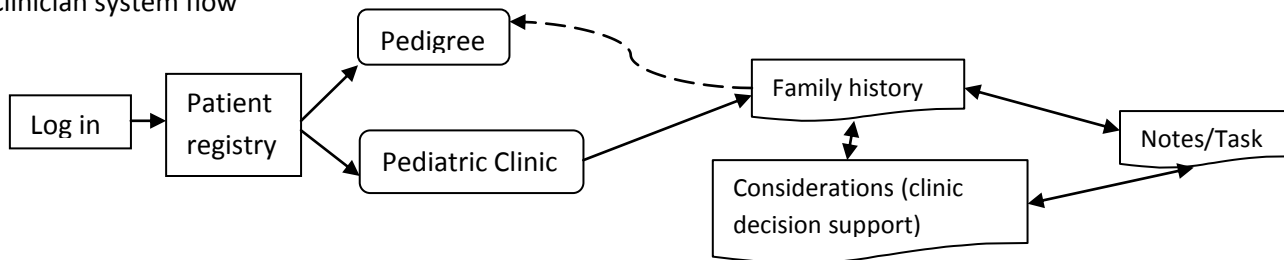 Clinician system flow
Pedigree
Family history
Log in
Patient
registry
Pediatric Clinic
Notes/Task
Considerations (clinic
decision support)